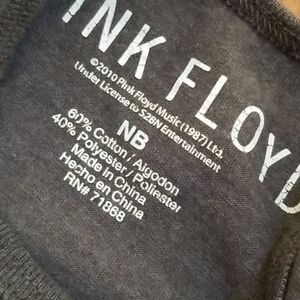 PINK FLOYD
©2010 Pink Floyd Music (1987) Ltd.
Under License to S2BN Entertainment
NB
60% Cotton / Algodon
40% Polyester / Poliester
Made in China
Hecho en China
RN# 71868